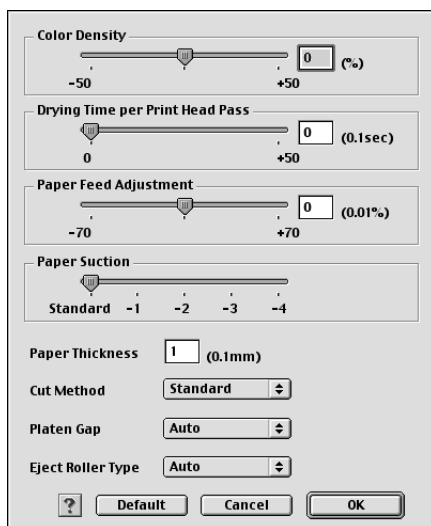 Color Density
0 (%)
-50 +50
Drying Time per Print Head Pass
0 (0.1sec)
0 +50
Paper Feed Adjustment
0 (0.01%)
-70 +70
Paper Suction
Standard -1 -2 -3 -4
Paper Thickness 1 (0.1mm)
Cut Method Standard
Platen Gap Auto
Eject Roller Type Auto
? Default Cancel OK